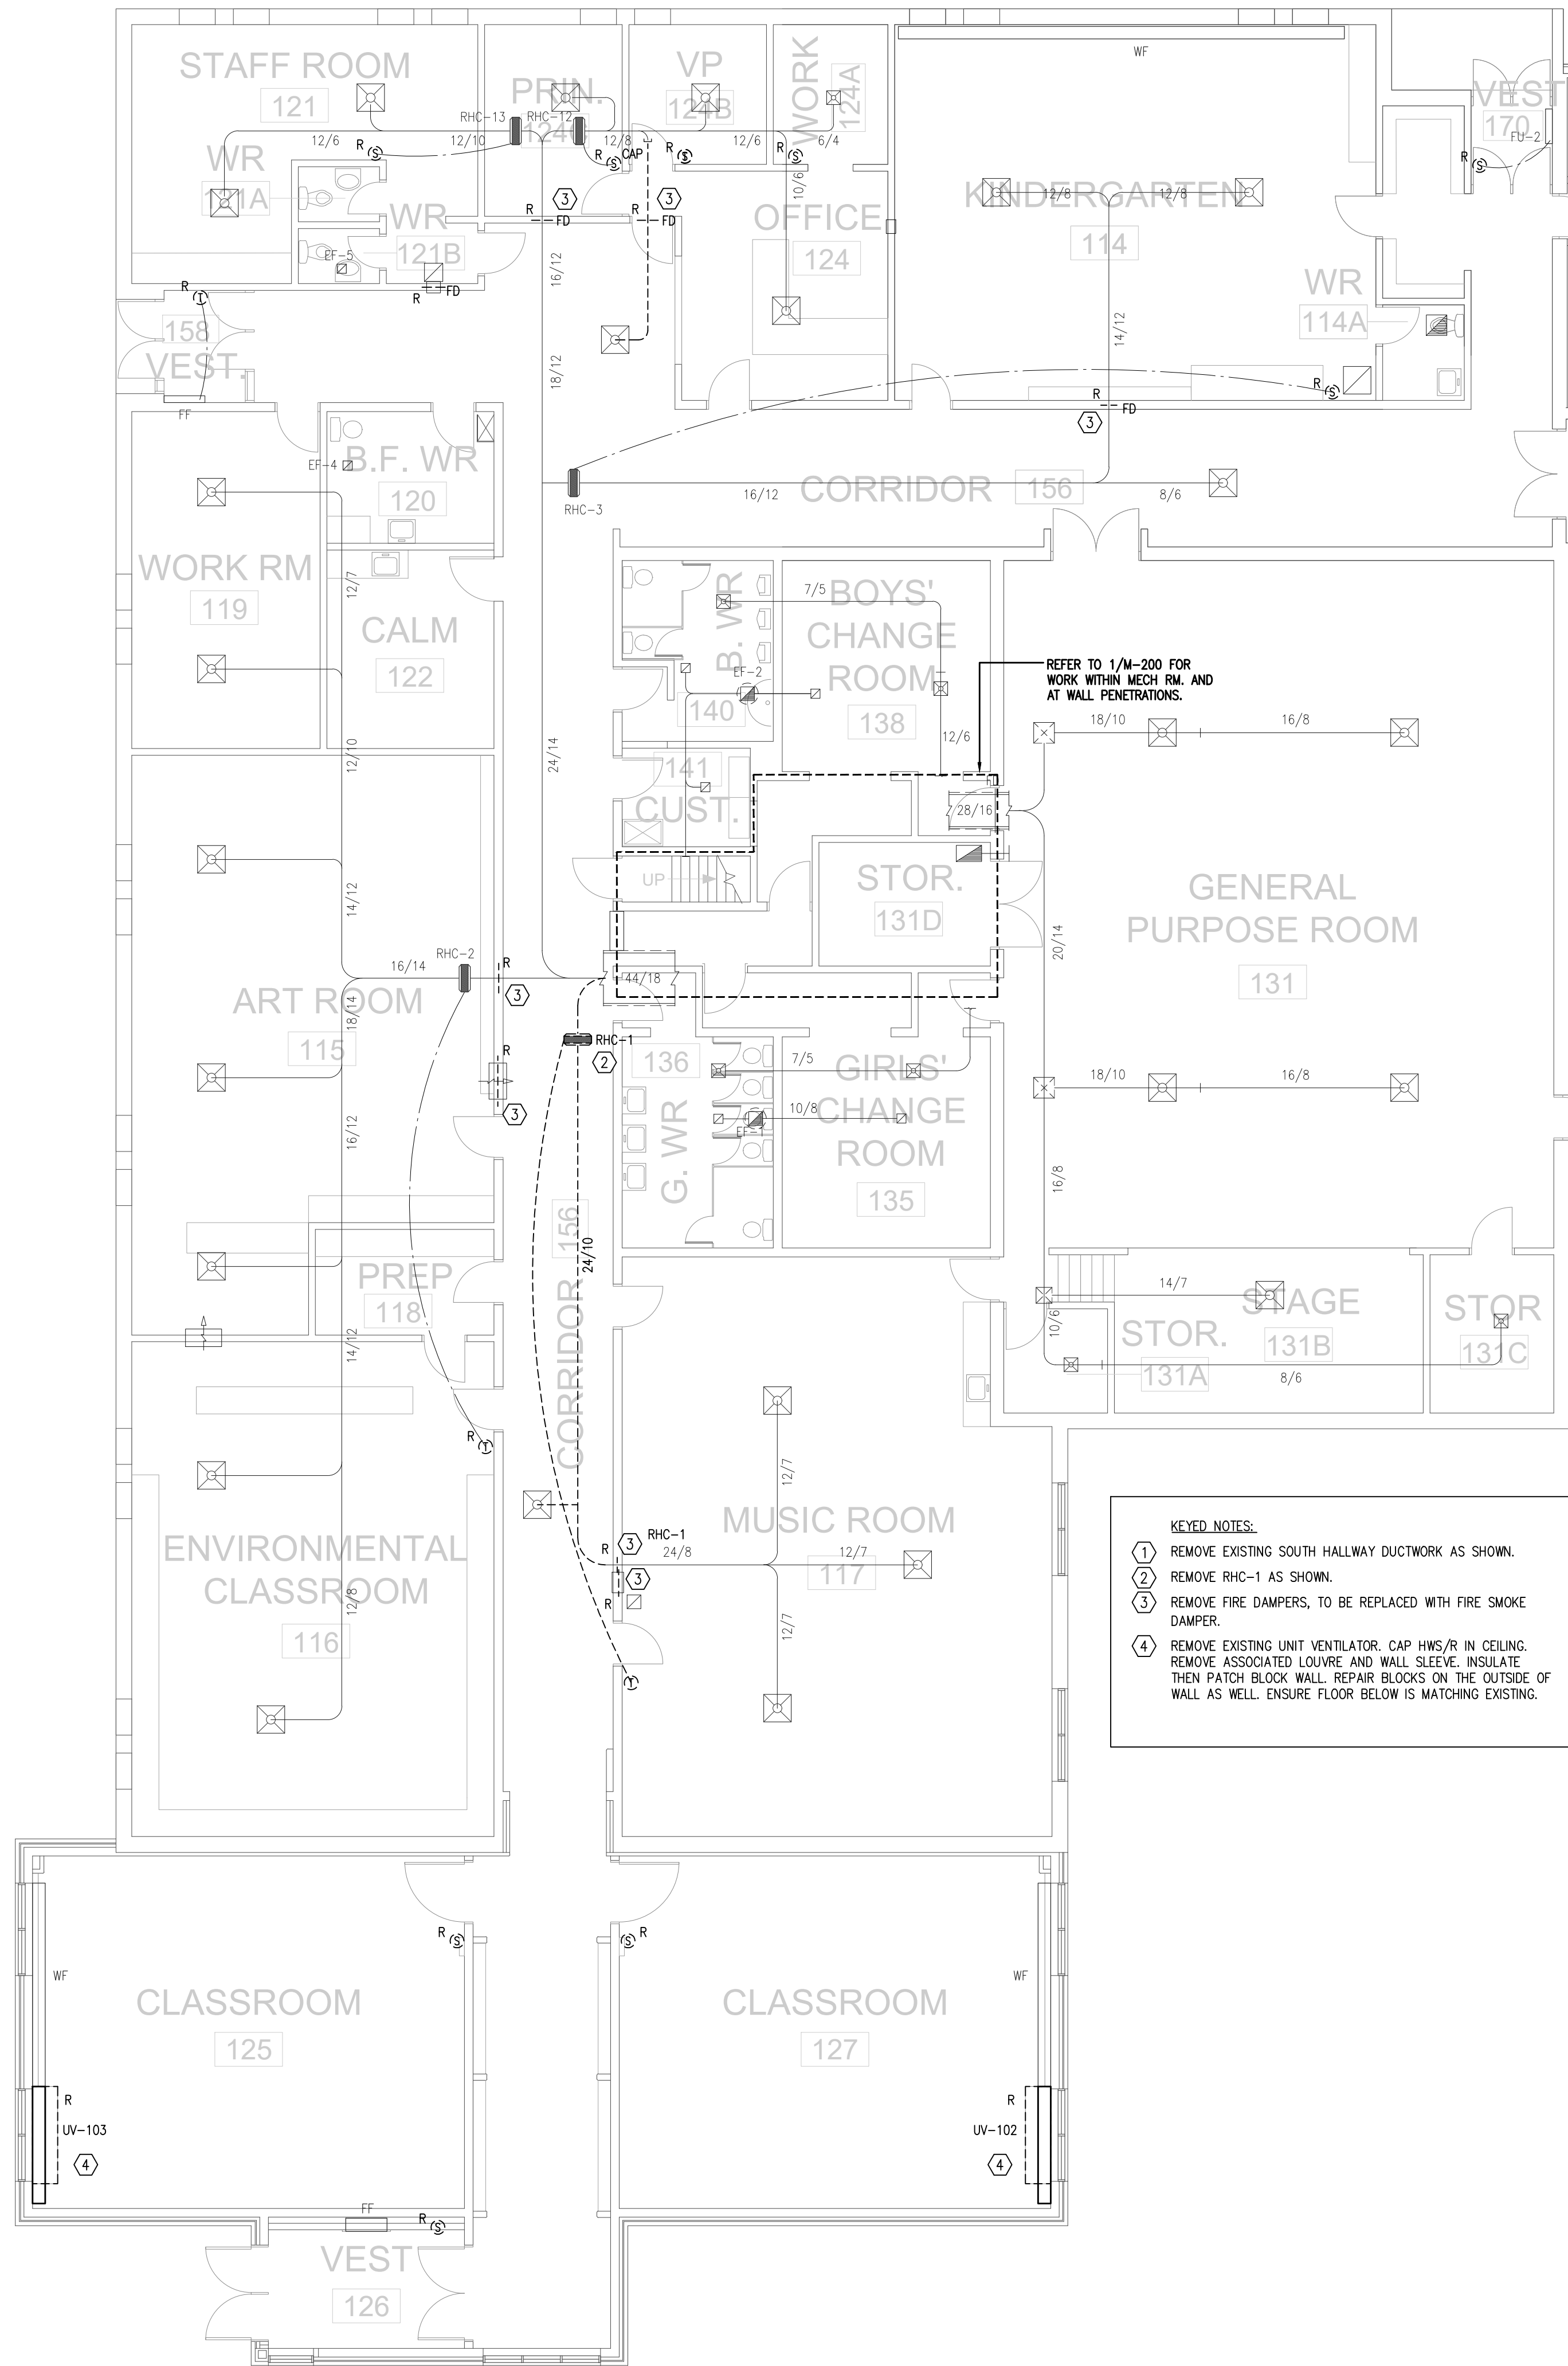 WF
STAFF ROOM
121
PRIN.
124C
VP
124B
WORK
124A
VEST
170
FU-2
R
S
RHC-13
RHC-12
12/6
12/10
12/8
12/6
6/4
R
S
R
S
CAP
R
S
R
S
WR
121A
WR
121B
EF-5
3
R
FD
3
R
FD
10/6
OFFICE
124
KINDERGARTEN
12/8
12/8
114
WR
114A
16/12
14/12
R
FD
R
T
158
VEST.
FF
18/12
R
S
R
FD
3
EF-4
B.F. WR
120
RHC-3
16/12
CORRIDOR
156
8/6
WORK RM
119
12/7
CALM
122
B. WR
7/5
BOYS'
CHANGE
ROOM
138
EF-2
140
REFER TO 1/M-200 FOR
WORK WITHIN MECH RM. AND
AT WALL PENETRATIONS.
18/10
16/8
12/6
12/10
24/14
141
CUST.
28/16
UP
STOR.
131D
GENERAL
PURPOSE ROOM
131
20/14
14/12
RHC-2
16/14
R
3
44/18
ART ROOM
115
18/14
R
3
RHC-1
2
136
7/5
GIRLS'
CHANGE
ROOM
135
10/8
G. WR
18/10
16/8
16/8
16/12
CORRIDOR 156
24/10
PREP
118
14/12
14/7
STAGE
131B
STOR
131C
10/6
STOR.
131A
8/6
R
T
12/7
MUSIC ROOM
117
RHC-1
3
R
24/8
12/7
3
R
12/7
T
ENVIRONMENTAL
CLASSROOM
116
12/8
KEYED NOTES:
1 REMOVE EXISTING SOUTH HALLWAY DUCTWORK AS SHOWN.
2 REMOVE RHC-1 AS SHOWN.
3 REMOVE FIRE DAMPERS, TO BE REPLACED WITH FIRE SMOKE
DAMPER.
4 REMOVE EXISTING UNIT VENTILATOR. CAP HWS/R IN CEILING.
REMOVE ASSOCIATED LOUVRE AND WALL SLEEVE. INSULATE
THEN PATCH BLOCK WALL. REPAIR BLOCKS ON THE OUTSIDE OF
WALL AS WELL. ENSURE FLOOR BELOW IS MATCHING EXISTING.
R
S
S
R
WF
WF
CLASSROOM
125
CLASSROOM
127
R
UV-103
4
R
UV-102
4
FF
R
S
VEST
126